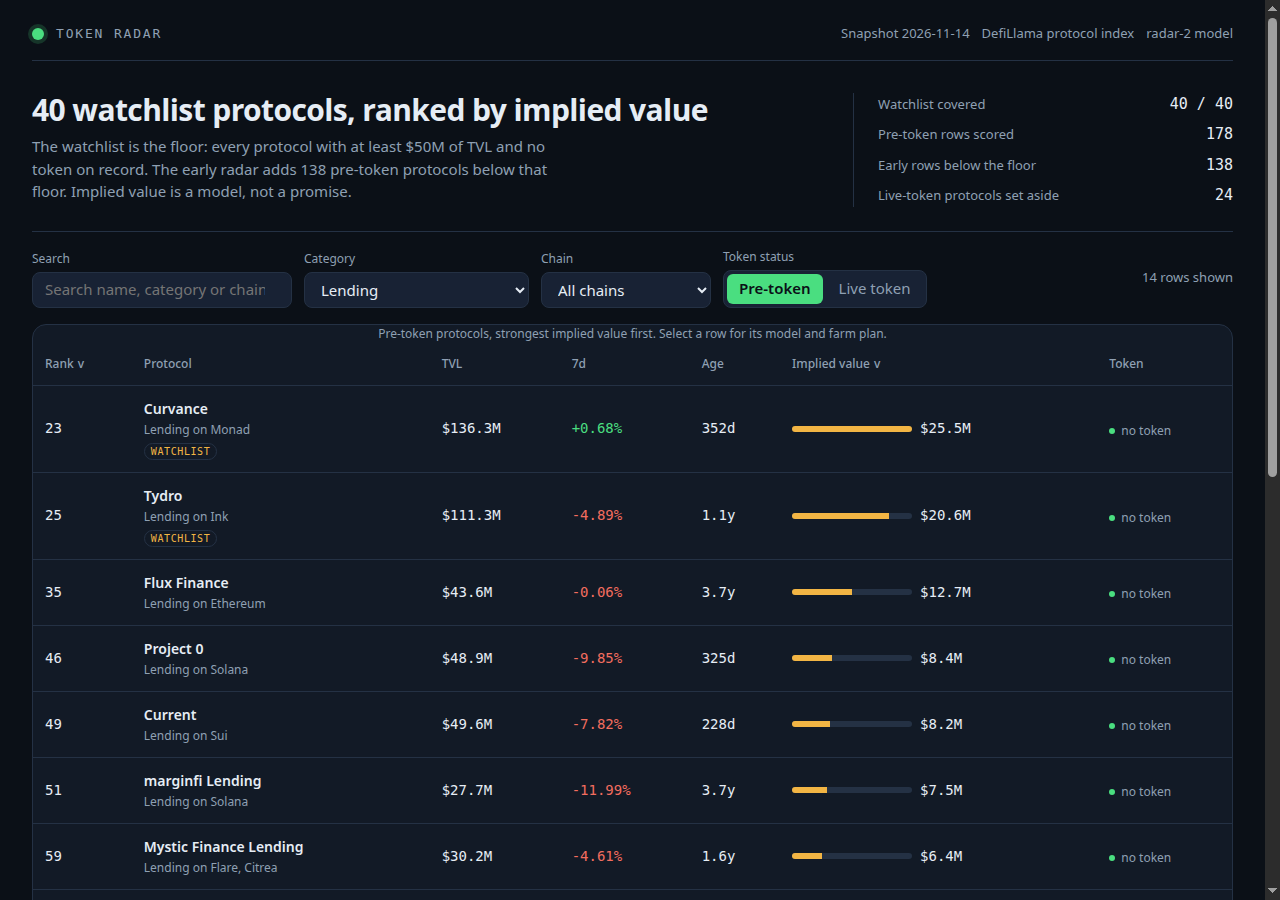 TOKEN RADAR
Snapshot 2026-11-14 DefiLlama protocol index radar-2 model
40 watchlist protocols, ranked by implied value
The watchlist is the floor: every protocol with at least $50M of TVL and no
token on record. The early radar adds 138 pre-token protocols below that
floor. Implied value is a model, not a promise.
Watchlist covered 40 / 40
Pre-token rows scored 178
Early rows below the floor 138
Live-token protocols set aside 24
Search
Category
Chain
Token status
Search name, category or chain
Lending
All chains
Pre-token Live token
14 rows shown
Pre-token protocols, strongest implied value first. Select a row for its model and farm plan.
Rank v Protocol TVL 7d Age Implied value v Token
23 Curvance $136.3M +0.68% 352d $25.5M no token
Lending on Monad
WATCHLIST
25 Tydro $111.3M -4.89% 1.1y $20.6M no token
Lending on Ink
WATCHLIST
35 Flux Finance $43.6M -0.06% 3.7y $12.7M no token
Lending on Ethereum
46 Project 0 $48.9M -9.85% 325d $8.4M no token
Lending on Solana
49 Current $49.6M -7.82% 228d $8.2M no token
Lending on Sui
51 marginfi Lending $27.7M -11.99% 3.7y $7.5M no token
Lending on Solana
59 Mystic Finance Lending $30.2M -4.61% 1.6y $6.4M no token
Lending on Flare, Citrea